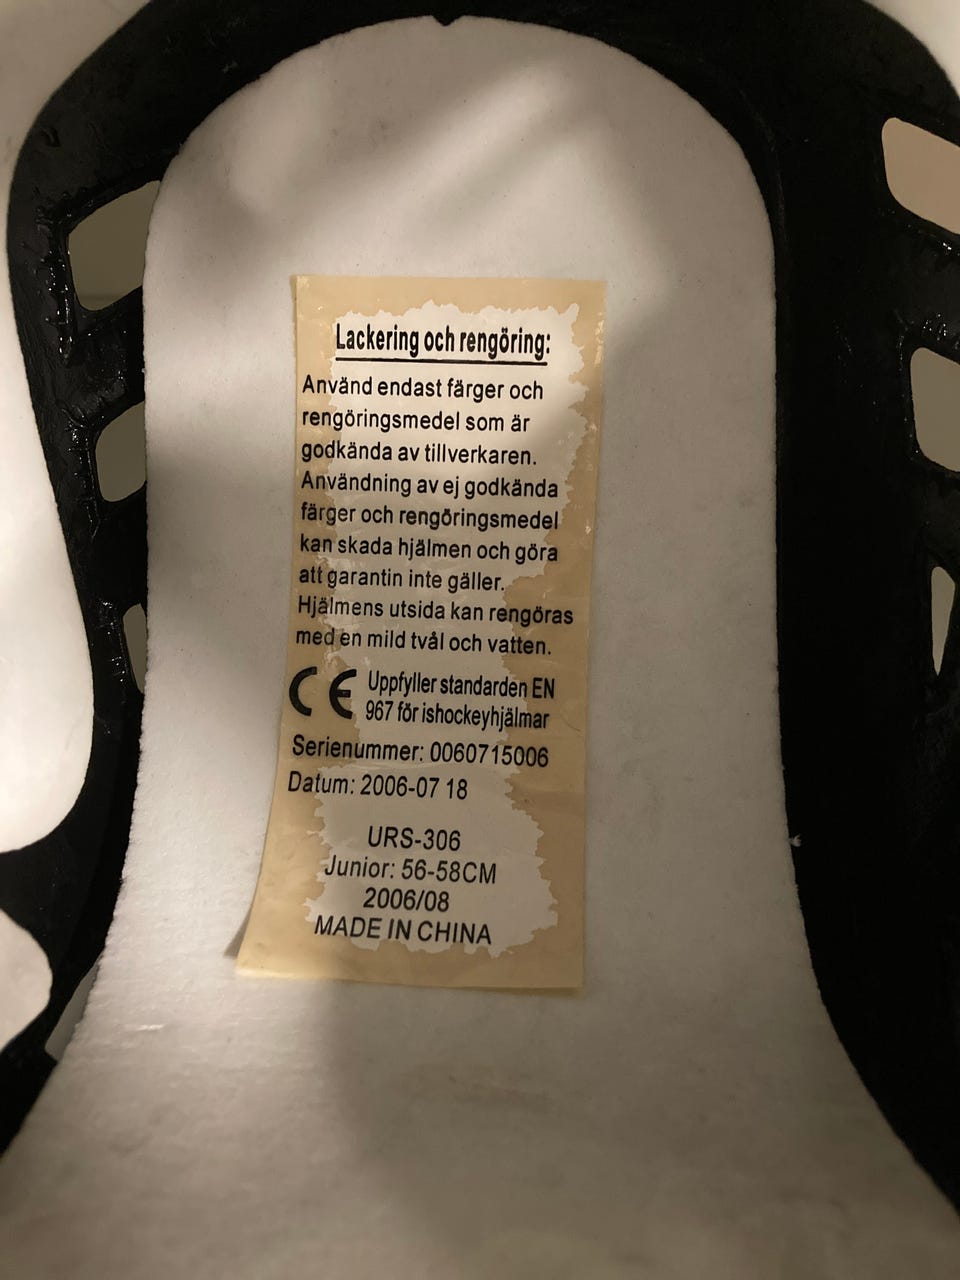 Lackering och rengöring:
Använd endast färger och
rengöringsmedel som är
godkända av tillverkaren.
Användning av ej godkända
färger och rengöringsmedel
kan skada hjälmen och göra
att garantin inte gäller.
Hjälmens utsida kan rengöras
med en mild tvål och vatten.
CE Uppfyller standarden EN
967 för ishockeyhjälmar
Serienummer: 0060715006
Datum: 2006-07 18
URS-306
Junior: 56-58CM
2006/08
MADE IN CHINA